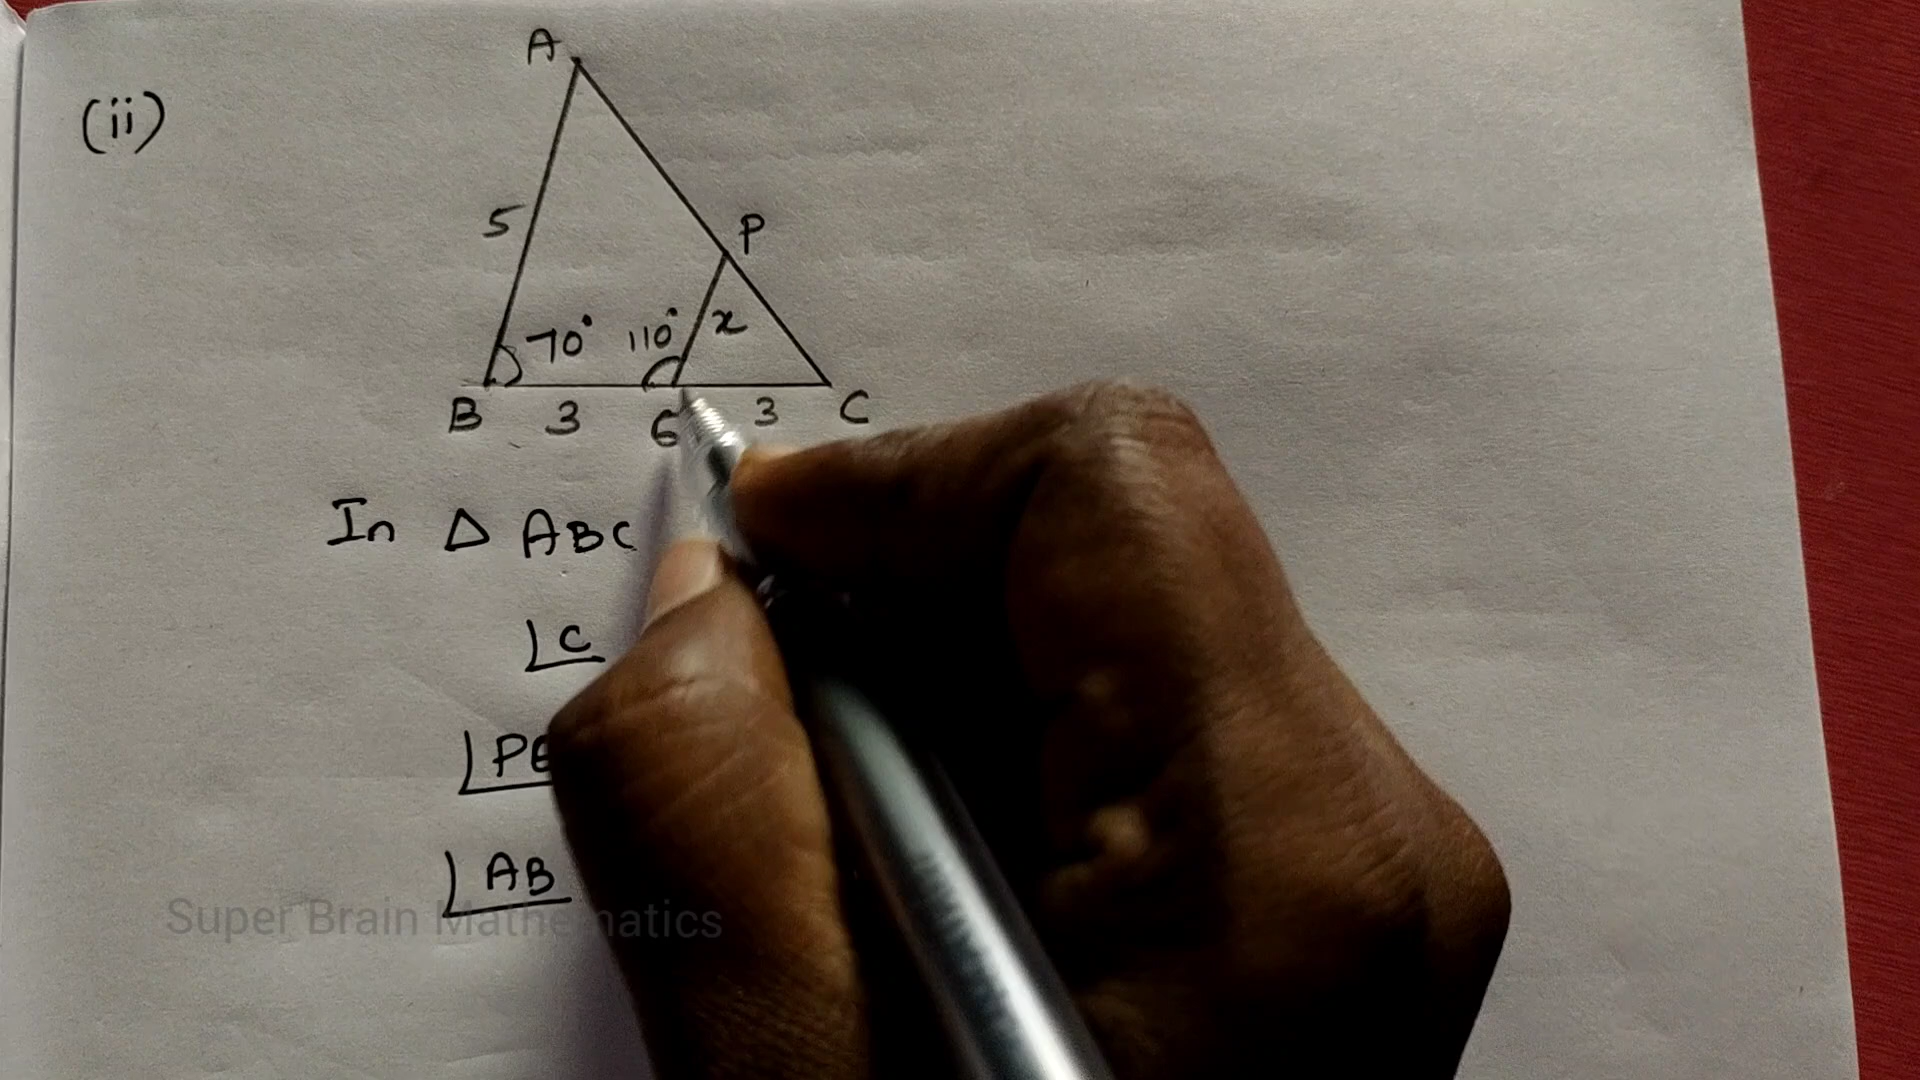 (ii)
A
5
P
70° 110° x
B 3 6 3 C
In Δ ABC
∠C
∠PE
∠AB
Super Brain Mathematics